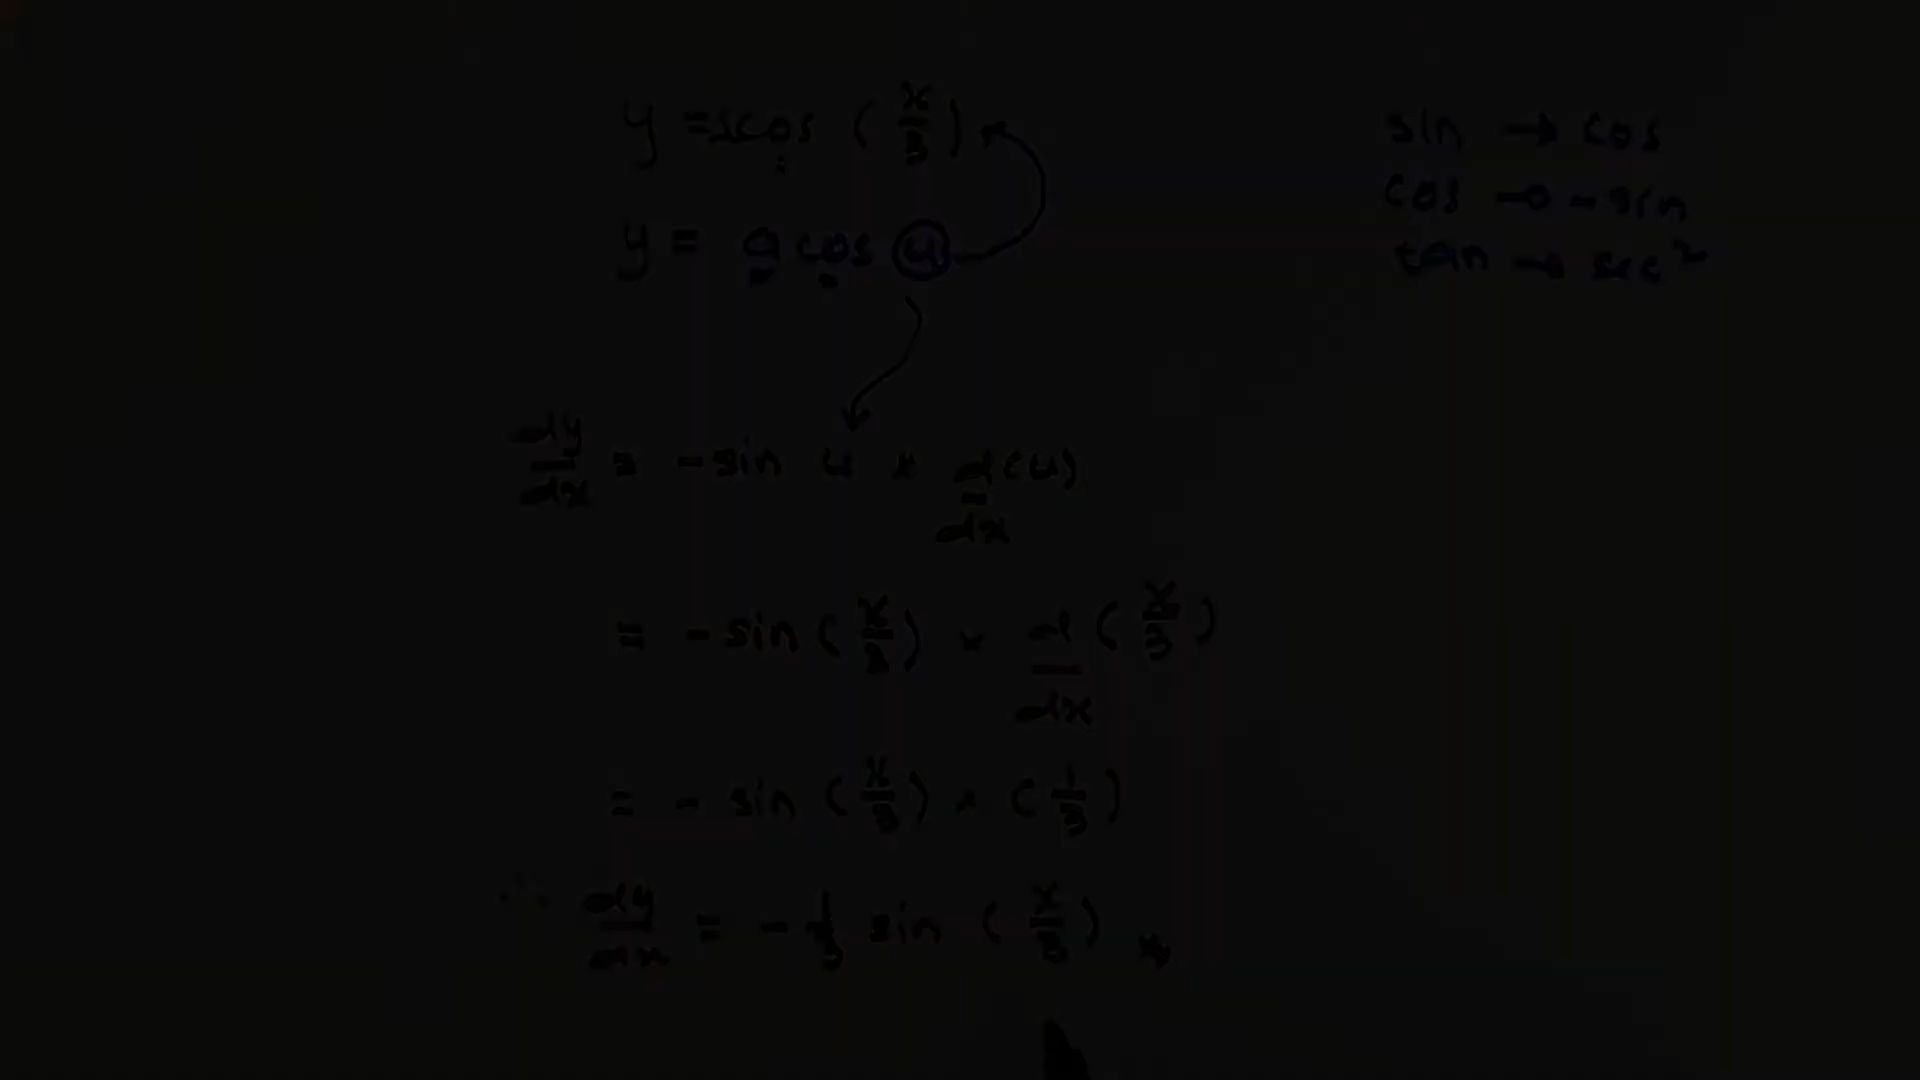 y = cos (x/3)
y = a cos u
dy/dx = - sin u × d(u)/dx
= - sin (x/3) × d/dx (x/3)
= - sin (x/3) × (1/3)
∴ dy/dx = - 1/3 sin (x/3)
sin → cos
cos → - sin
tan → sec²